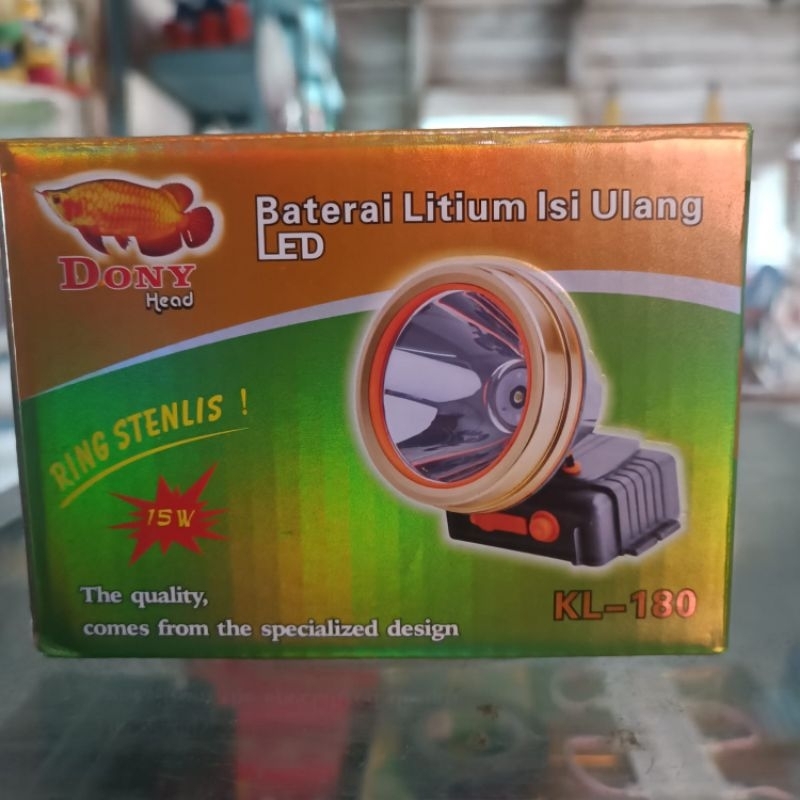 Baterai Litium Isi Ulang
LED
DONY
Head
RING STENLIS !
15W
The quality,
comes from the specialized design
KL-180